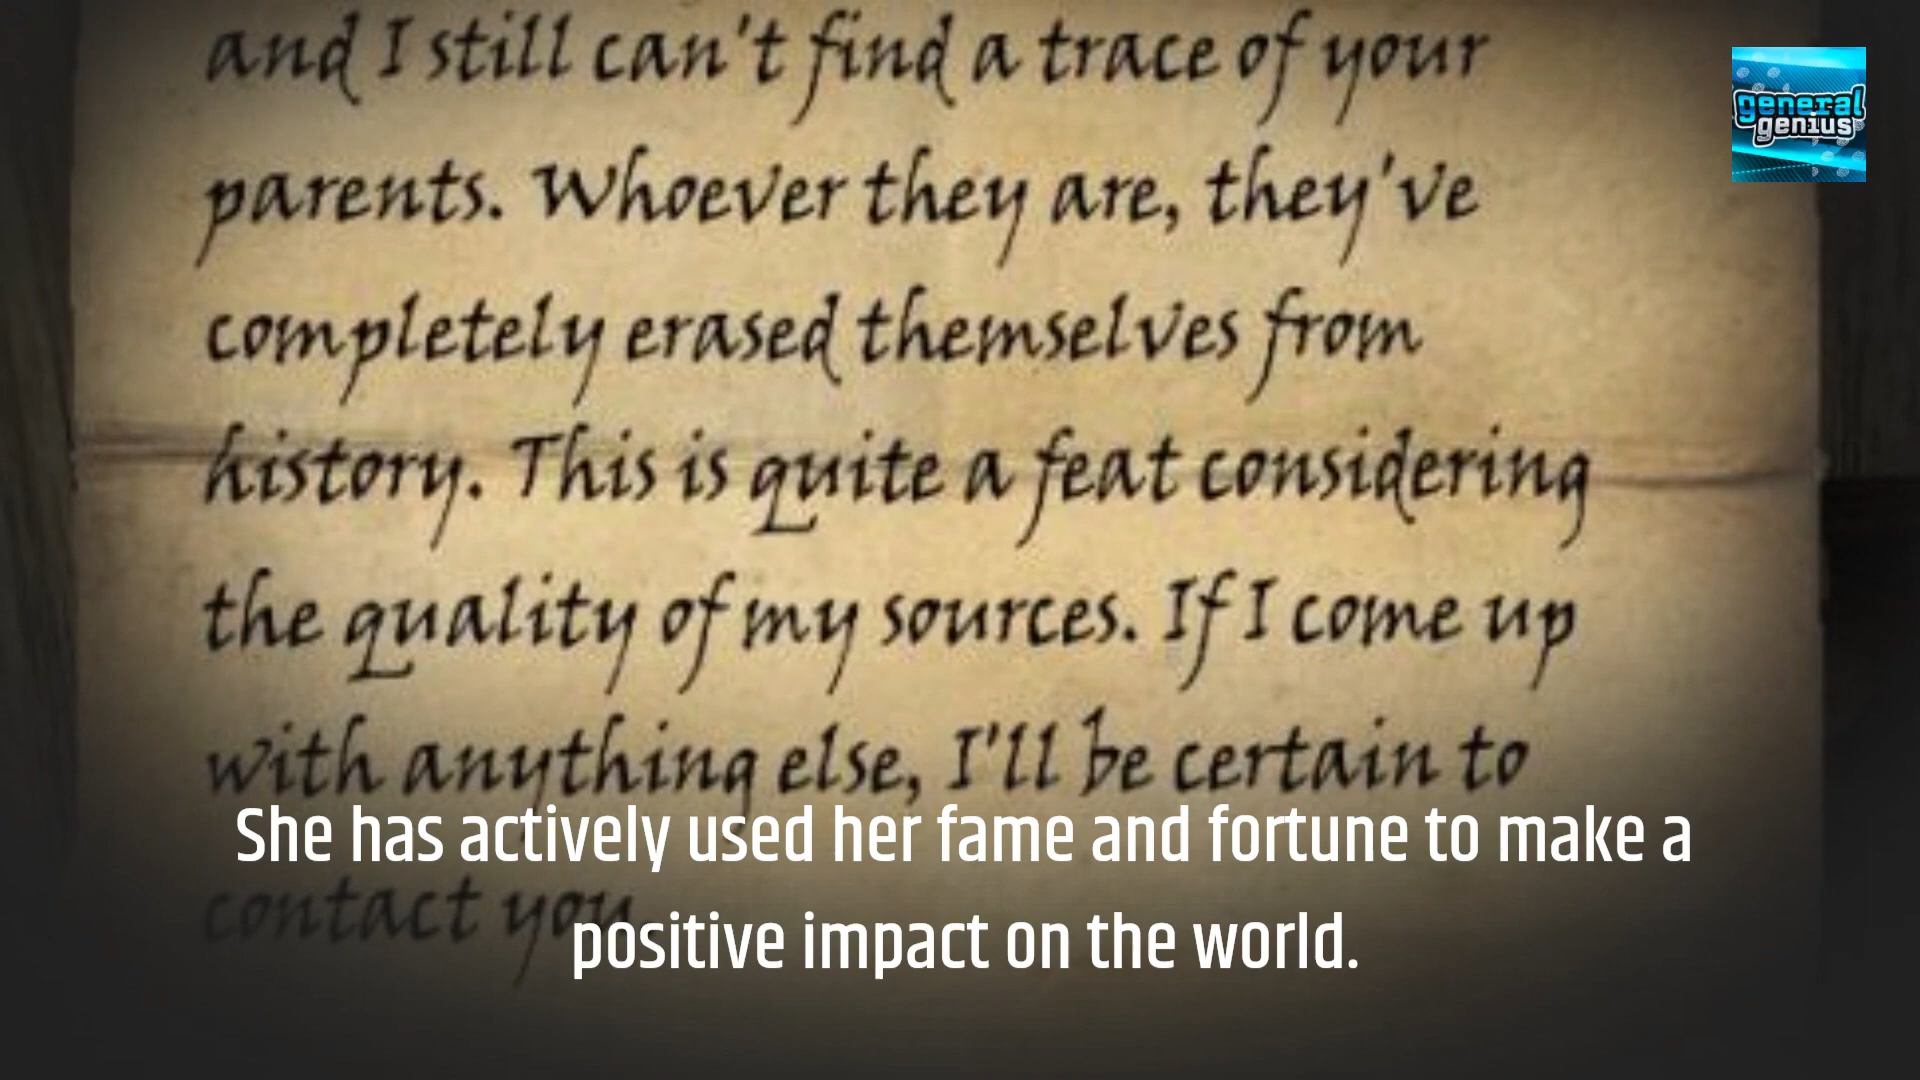 and I still can't find a trace of your
parents. Whoever they are, they've
completely erased themselves from
history. This is quite a feat considering
the quality of my sources. If I come up
with anything else, I'll be certain to
contact you.
She has actively used her fame and fortune to make a
positive impact on the world.
general
genius